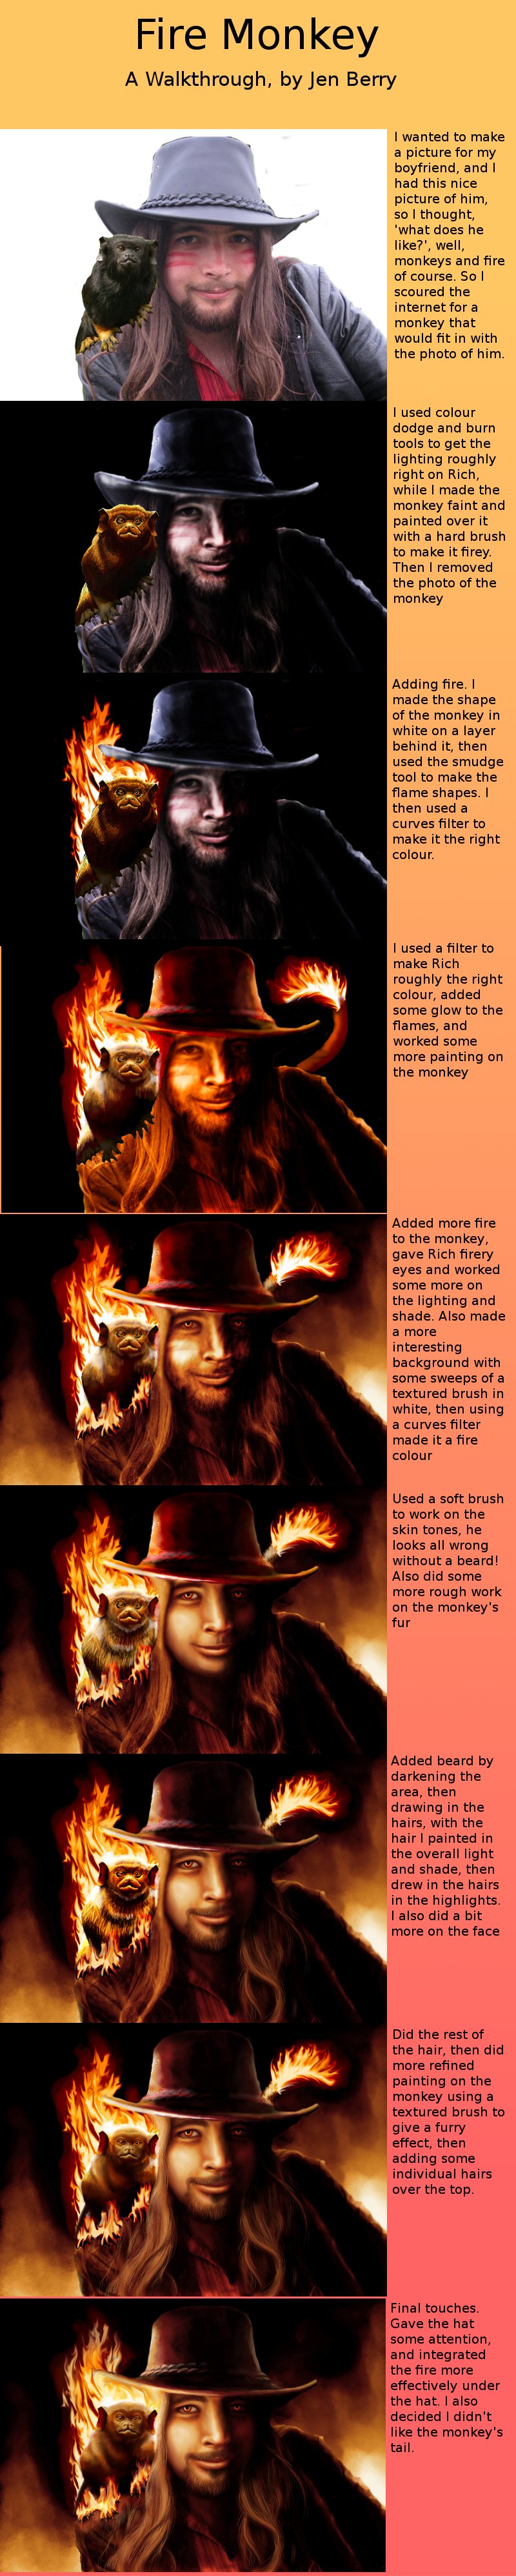 Fire Monkey
A Walkthrough, by Jen Berry
I wanted to make
a picture for my
boyfriend, and I
had this nice
picture of him,
so I thought,
'what does he
like?', well,
monkeys and fire
of course. So I
scoured the
internet for a
monkey that
would fit in with
the photo of him.
I used colour
dodge and burn
tools to get the
lighting roughly
right on Rich,
while I made the
monkey faint and
painted over it
with a hard brush
to make it firey.
Then I removed
the photo of the
monkey
Adding fire. I
made the shape
of the monkey in
white on a layer
behind it, then
used the smudge
tool to make the
flame shapes. I
then used a
curves filter to
make it the right
colour.
I used a filter to
make Rich
roughly the right
colour, added
some glow to the
flames, and
worked some
more painting on
the monkey
Added more fire
to the monkey,
gave Rich firery
eyes and worked
some more on
the lighting and
shade. Also made
a more
interesting
background with
some sweeps of a
textured brush in
white, then using
a curves filter
made it a fire
colour
Used a soft brush
to work on the
skin tones, he
looks all wrong
without a beard!
Also did some
more rough work
on the monkey's
fur
Added beard by
darkening the
area, then
drawing in the
hairs, with the
hair I painted in
the overall light
and shade, then
drew in the hairs
in the highlights.
I also did a bit
more on the face
Did the rest of
the hair, then did
more refined
painting on the
monkey using a
textured brush to
give a furry
effect, then
adding some
individual hairs
over the top.
Final touches.
Gave the hat
some attention,
and integrated
the fire more
effectively under
the hat. I also
decided I didn't
like the monkey's
tail.